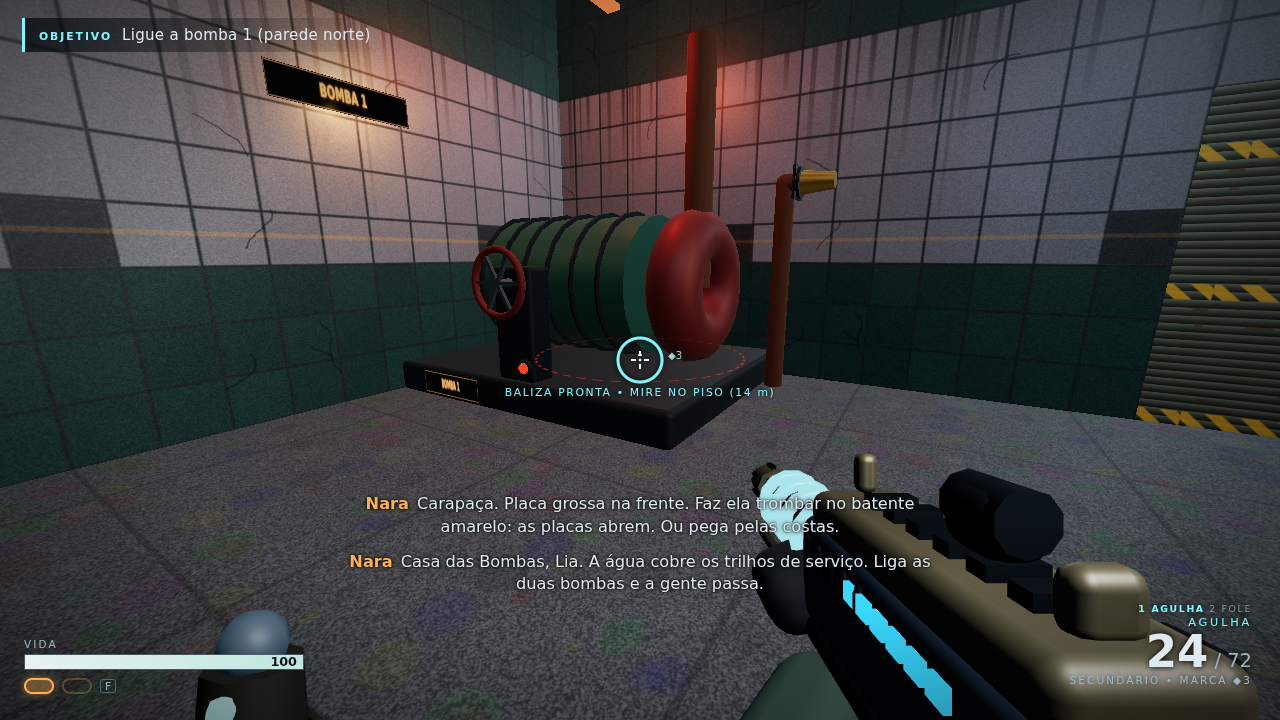 OBJETIVO Ligue a bomba 1 (parede norte)
BOMBA 1
BOMBA 1
◆3
BALIZA PRONTA • MIRE NO PISO (14 m)
Nara Carapaça. Placa grossa na frente. Faz ela trombar no batente
amarelo: as placas abrem. Ou pega pelas costas.
Nara Casa das Bombas, Lia. A água cobre os trilhos de serviço. Liga as
duas bombas e a gente passa.
VIDA
100
F
1 AGULHA 2 FOLE
AGULHA
24 / 72
SECUNDÁRIO • MARCA ◆3